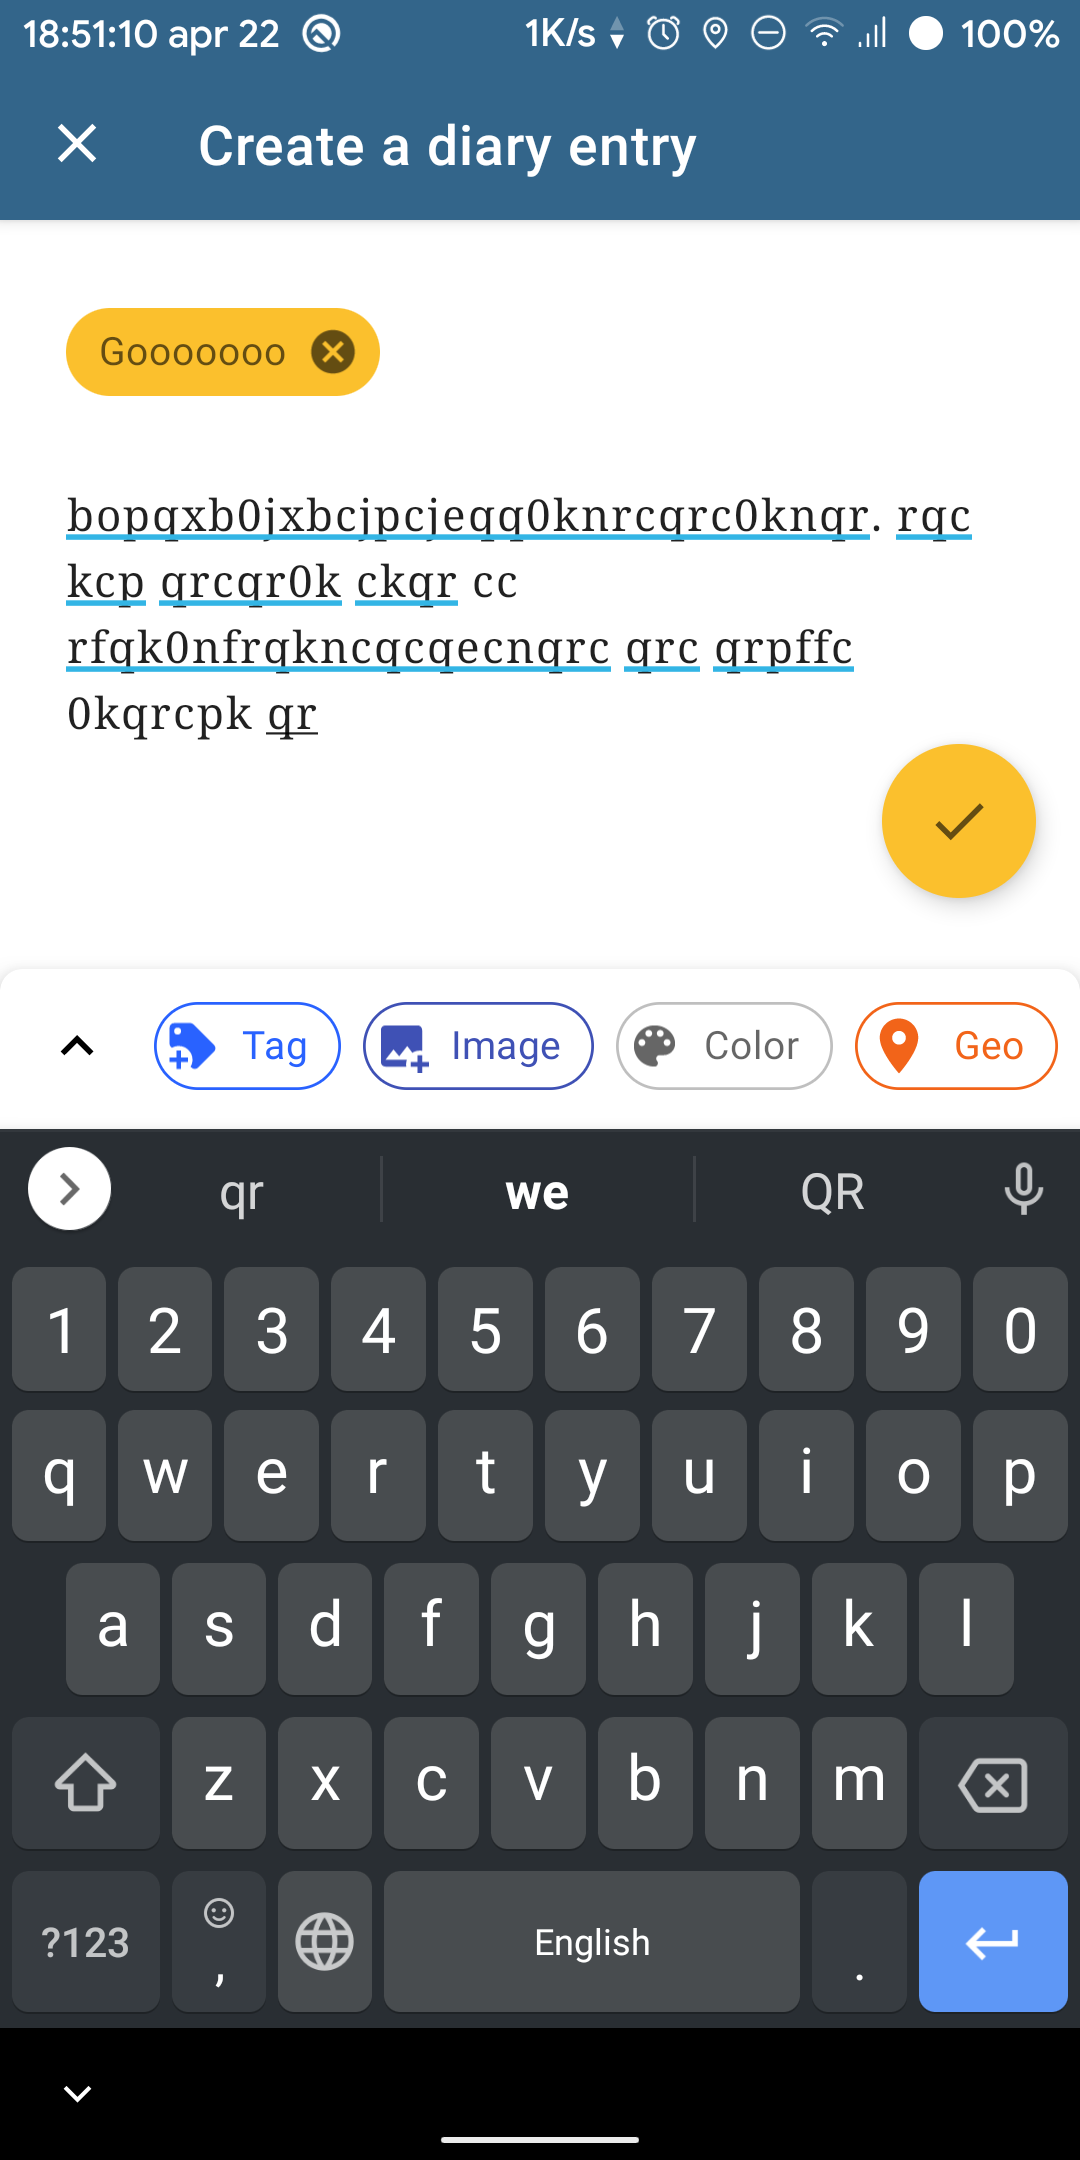 18:51:10 apr 22 1K/s 100%
Create a diary entry
Gooooooo
bopqxb0jxbcjpcjeqq0knrcqrc0knqr. rqc
kcp qrcqr0k ckqr cc
rfqk0nfrqkncqcqecnqrc qrc qrpffc
0kqrcpk qr
Tag Image Color Geo
qr we QR
1 2 3 4 5 6 7 8 9 0
q w e r t y u i o p
a s d f g h j k l
z x c v b n m
?123 , English .